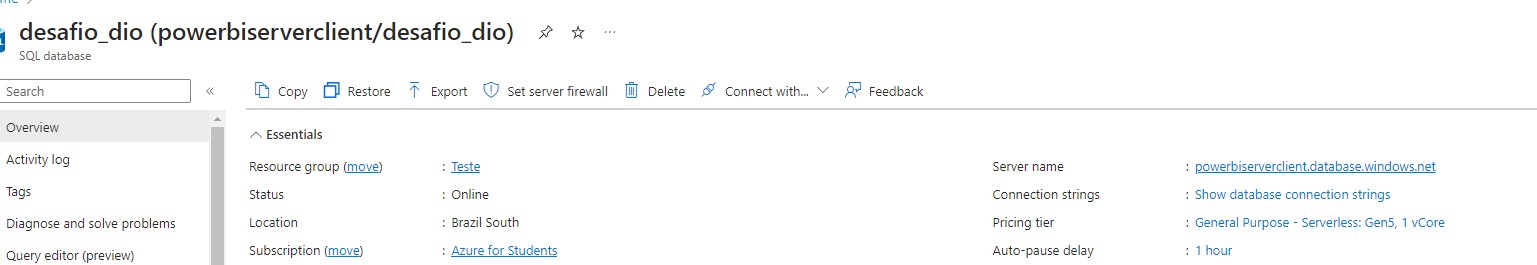 desafio_dio (powerbiserverclient/desafio_dio)
SQL database
Search
Copy Restore Export Set server firewall Delete Connect with... Feedback
Overview
Activity log
Tags
Diagnose and solve problems
Query editor (preview)
Essentials
Resource group (move) : Teste
Status : Online
Location : Brazil South
Subscription (move) : Azure for Students
Server name : powerbiserverclient.database.windows.net
Connection strings : Show database connection strings
Pricing tier : General Purpose - Serverless: Gen5, 1 vCore
Auto-pause delay : 1 hour